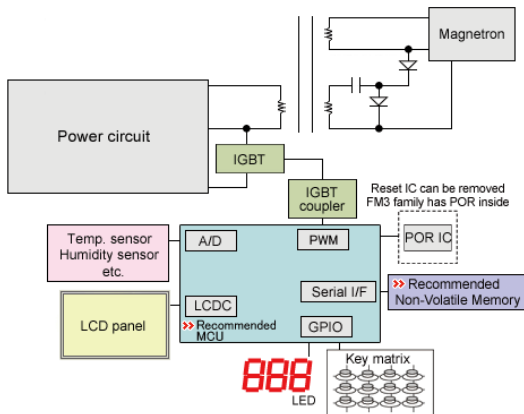 Magnetron
Power circuit
IGBT
IGBT
coupler
Reset IC can be removed
FM3 family has POR inside
Temp. sensor
Humidity sensor
etc.
A/D
PWM
POR IC
Serial I/F
Recommended
Non-Volatile Memory
LCD panel
LCDC
Recommended
MCU
GPIO
888
LED
Key matrix